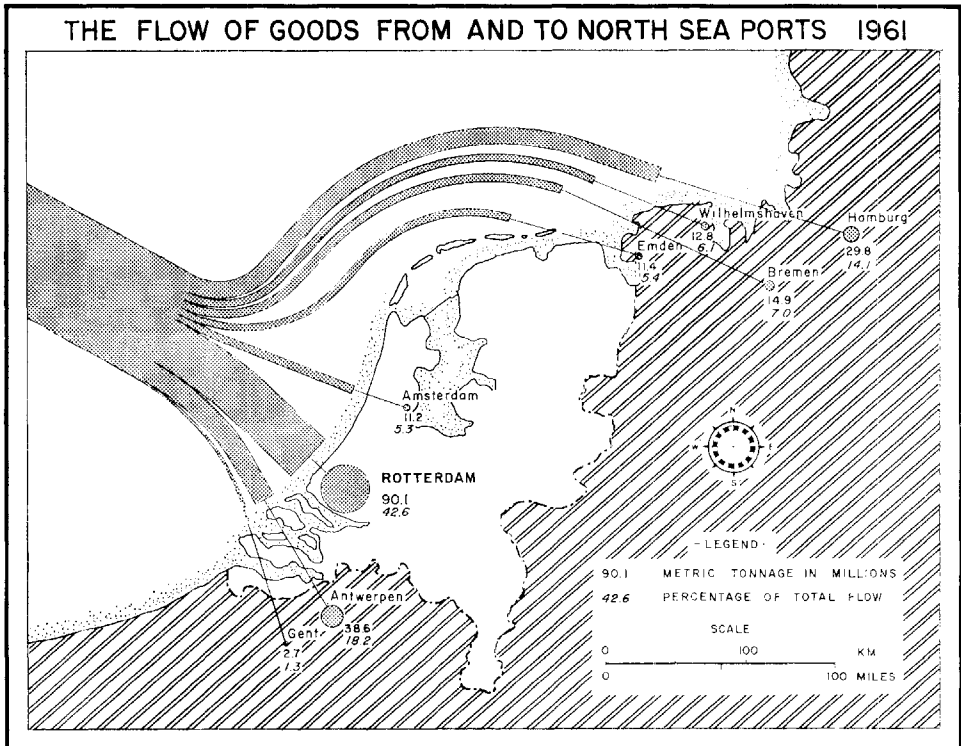 THE FLOW OF GOODS FROM AND TO NORTH SEA PORTS 1961
Wilhelmshaven
12.8
6.1
Hamburg
29.8
14.1
Emden
11.4
5.4
Bremen
14.9
7.0
Amsterdam
11.2
5.3
N
W E
S
ROTTERDAM
90.1
42.6
Antwerpen
38.6
18.2
Gent
2.7
1.3
- LEGEND -
90.1 METRIC TONNAGE IN MILLIONS
42.6 PERCENTAGE OF TOTAL FLOW
SCALE
0 100 KM
0 100 MILES